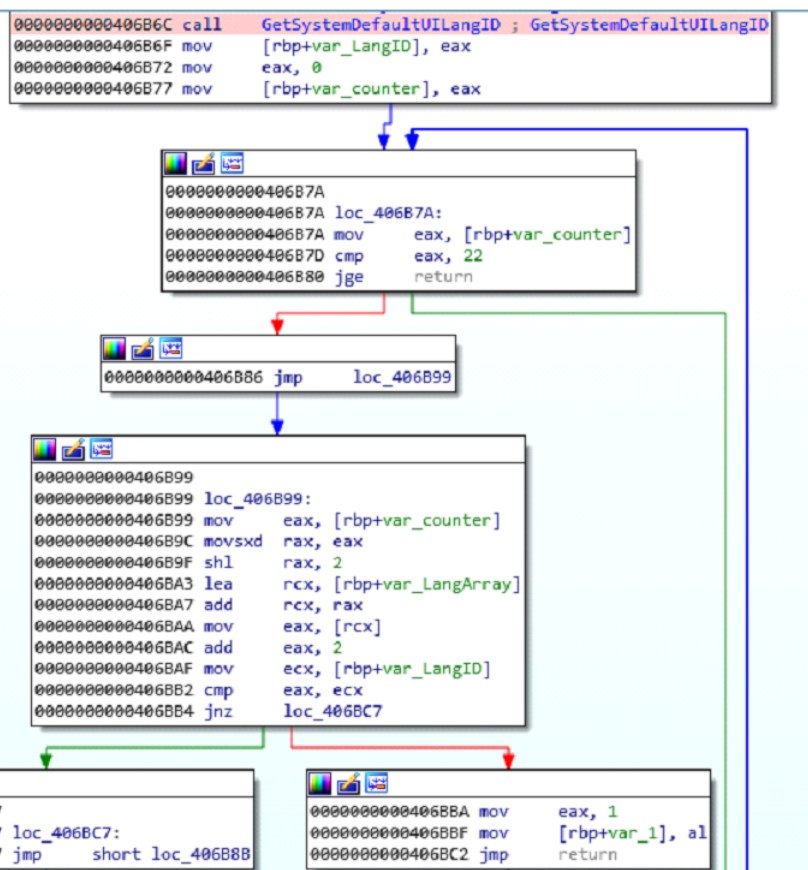 0000000000406B6C call GetSystemDefaultUILangID ; GetSystemDefaultUILangID
0000000000406B6F mov [rbp+var_LangID], eax
0000000000406B72 mov eax, 0
0000000000406B77 mov [rbp+var_counter], eax
0000000000406B7A
0000000000406B7A loc_406B7A:
0000000000406B7A mov eax, [rbp+var_counter]
0000000000406B7D cmp eax, 22
0000000000406B80 jge return
0000000000406B86 jmp loc_406B99
0000000000406B99
0000000000406B99 loc_406B99:
0000000000406B99 mov eax, [rbp+var_counter]
0000000000406B9C movsxd rax, eax
0000000000406B9F shl rax, 2
0000000000406BA3 lea rcx, [rbp+var_LangArray]
0000000000406BA7 add rcx, rax
0000000000406BAA mov eax, [rcx]
0000000000406BAC add eax, 2
0000000000406BAF mov ecx, [rbp+var_LangID]
0000000000406BB2 cmp eax, ecx
0000000000406BB4 jnz loc_406BC7
loc_406BC7:
jmp short loc_406B8B
0000000000406BBA mov eax, 1
0000000000406BBF mov [rbp+var_1], al
0000000000406BC2 jmp return